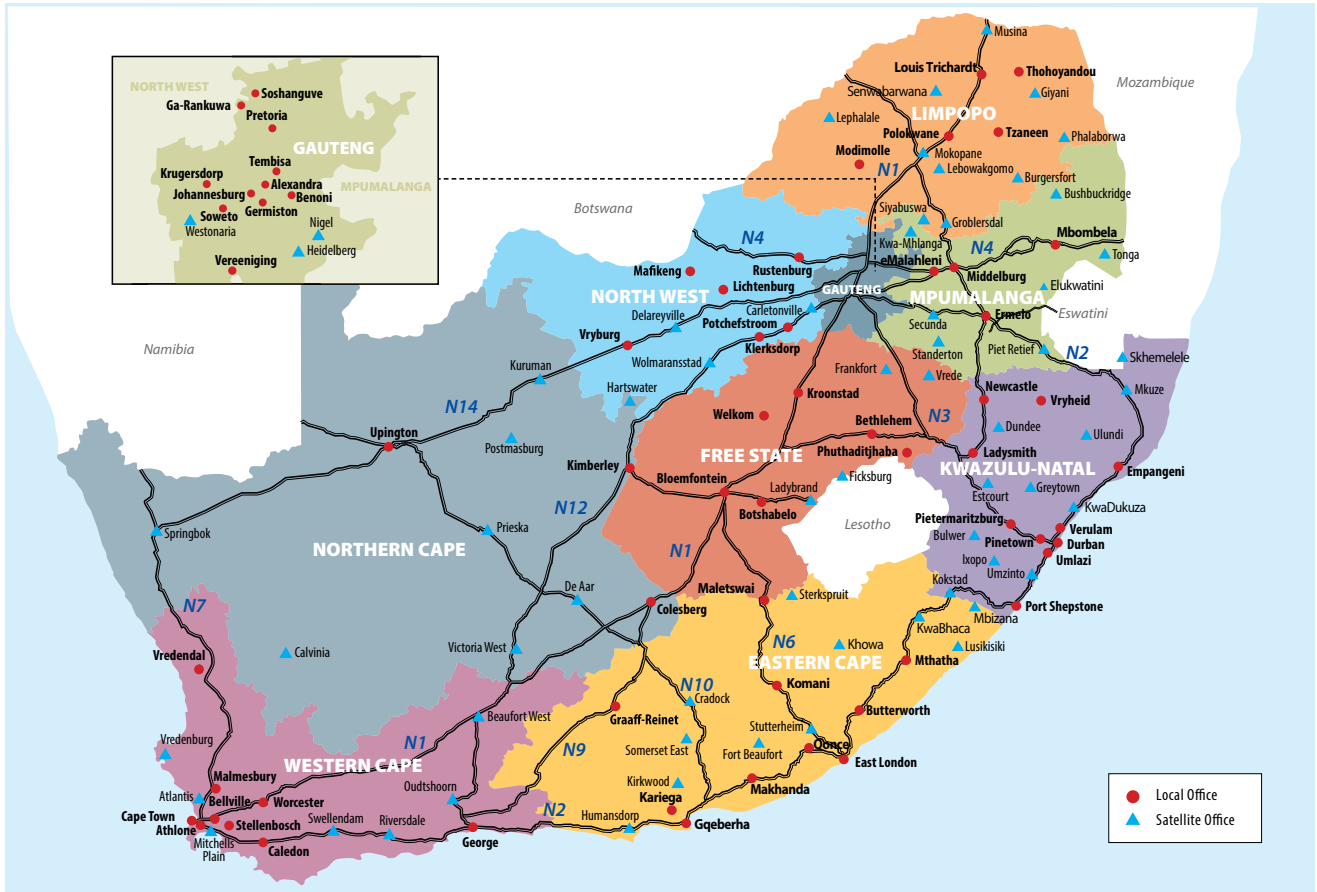 NORTH WEST
Soshanguve
Ga-Rankuwa
Pretoria
GAUTENG
Tembisa
Krugersdorp
Alexandra
MPUMALANGA
Johannesburg
Benoni
Germiston
Soweto
Westonaria
Nigel
Heidelberg
Vereeniging
Musina
Louis Trichardt
Thohoyandou
Mozambique
Senwabarwana
Giyani
LIMPOPO
Lephalale
Polokwane
Tzaneen
Phalaborwa
Modimolle
Mokopane
N1
Lebowakgomo
Burgersfort
Bushbuckridge
Botswana
Siyabuswa
Groblersdal
Kwa-Mhlanga
N4
N4
Mbombela
Tonga
eMalahleni
Rustenburg
Mafikeng
Middelburg
Lichtenburg
GAUTENG
Elukwatini
NORTH WEST
MPUMALANGA
Carletonville
Delareyville
Potchefstroom
Secunda
Ermelo
Eswatini
Vryburg
Klerksdorp
Standerton
Piet Retief
N2
Skhemelele
Namibia
Kuruman
Wolmaransstad
Frankfort
Vrede
Hartswater
Kroonstad
Newcastle
Vryheid
Mkuze
N14
Welkom
N3
Bethlehem
Dundee
Ulundi
Upington
Postmasburg
FREE STATE
Phuthaditjhaba
Ladysmith
KWAZULU-NATAL
Empangeni
Kimberley
Bloemfontein
Ladybrand
Ficksburg
Estcourt
Greytown
N12
Botshabelo
Lesotho
KwaDukuza
Springbok
Prieska
Pietermaritzburg
Verulam
Bulwer
Pinetown
Durban
NORTHERN CAPE
N1
Umlazi
Ixopo
Umzinto
Kokstad
De Aar
Maletswai
Sterkspruit
N7
Colesberg
Port Shepstone
Mbizana
KwaBhaca
Victoria West
N6
Khowa
Lusikisiki
Calvinia
Vredendal
EASTERN CAPE
Mthatha
N10
Komani
Cradock
Graaff-Reinet
Butterworth
Beaufort West
Stutterheim
Vredenburg
N1
N9
Somerset East
Fort Beaufort
Qonce
WESTERN CAPE
East London
Malmesbury
Oudtshoorn
Kirkwood
Makhanda
Atlantis
Bellville
Worcester
Kariega
N2
Cape Town
Stellenbosch
Swellendam
Riversdale
Humansdorp
Gqeberha
Athlone
Mitchells
Plain
Caledon
George
Local Office
Satellite Office